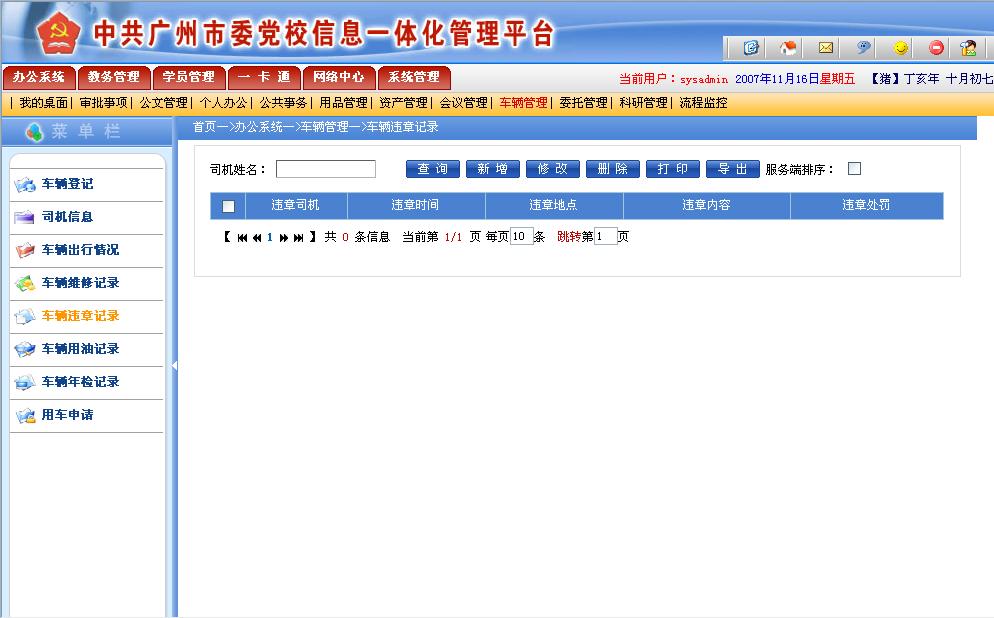 中共广州市委党校信息一体化管理平台
办公系统 教务管理 学员管理 一 卡 通 网络中心 系统管理
当前用户：sysadmin 2007年11月16日星期五 【猪】丁亥年 十月初七
| 我的桌面| 审批事项| 公文管理| 个人办公| 公共事务| 用品管理| 资产管理| 会议管理| 车辆管理| 委托管理| 科研管理| 流程监控
菜 单 栏
首页—>办公系统—>车辆管理—>车辆违章记录
车辆登记
司机信息
车辆出行情况
车辆维修记录
车辆违章记录
车辆用油记录
车辆年检记录
用车申请
司机姓名： 查 询 新 增 修 改 删 除 打 印 导 出 服务端排序：
违章司机 违章时间 违章地点 违章内容 违章处罚
【 1 】 共 0 条信息 当前第 1/1 页 每页10条 跳转第1页